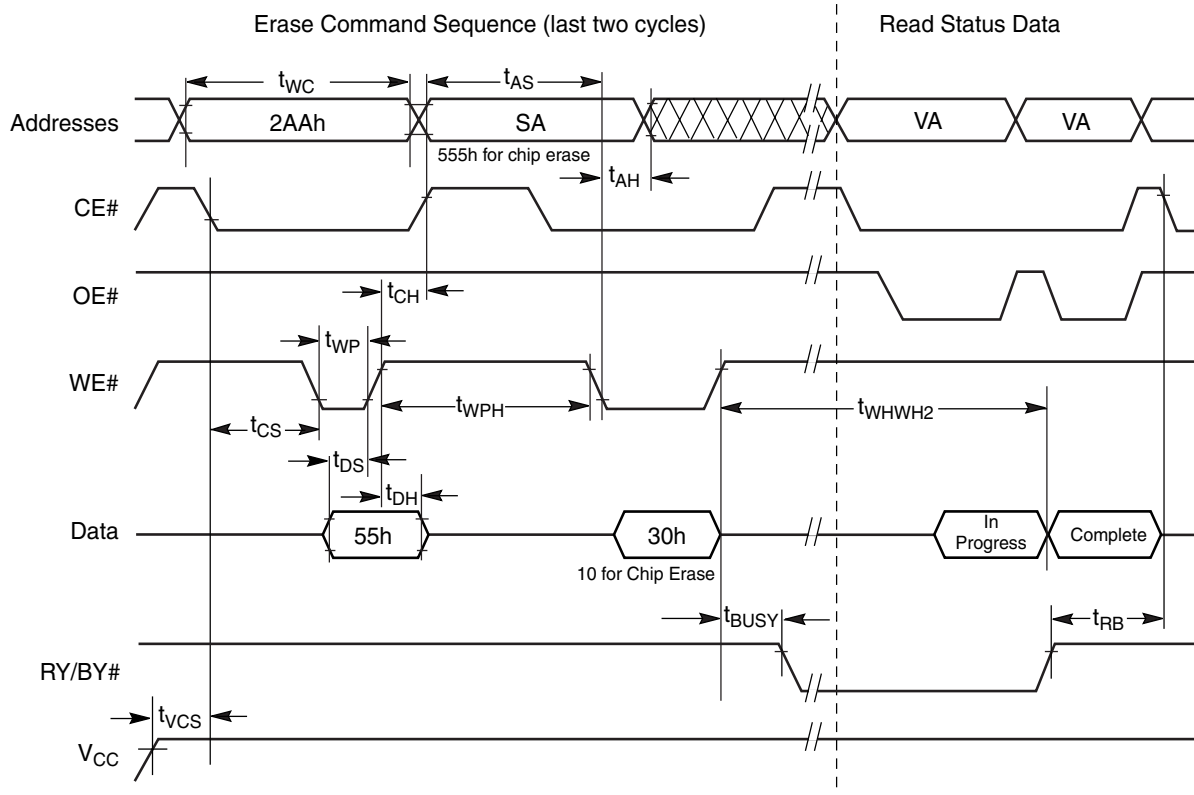 Erase Command Sequence (last two cycles)
Read Status Data
tWC
tAS
Addresses
2AAh
SA
VA
VA
555h for chip erase
tAH
CE#
OE#
tCH
tWP
WE#
tWPH
tWHWH2
tCS
tDS
tDH
Data
55h
30h
In
Progress
Complete
10 for Chip Erase
tBUSY
tRB
RY/BY#
tVCS
VCC